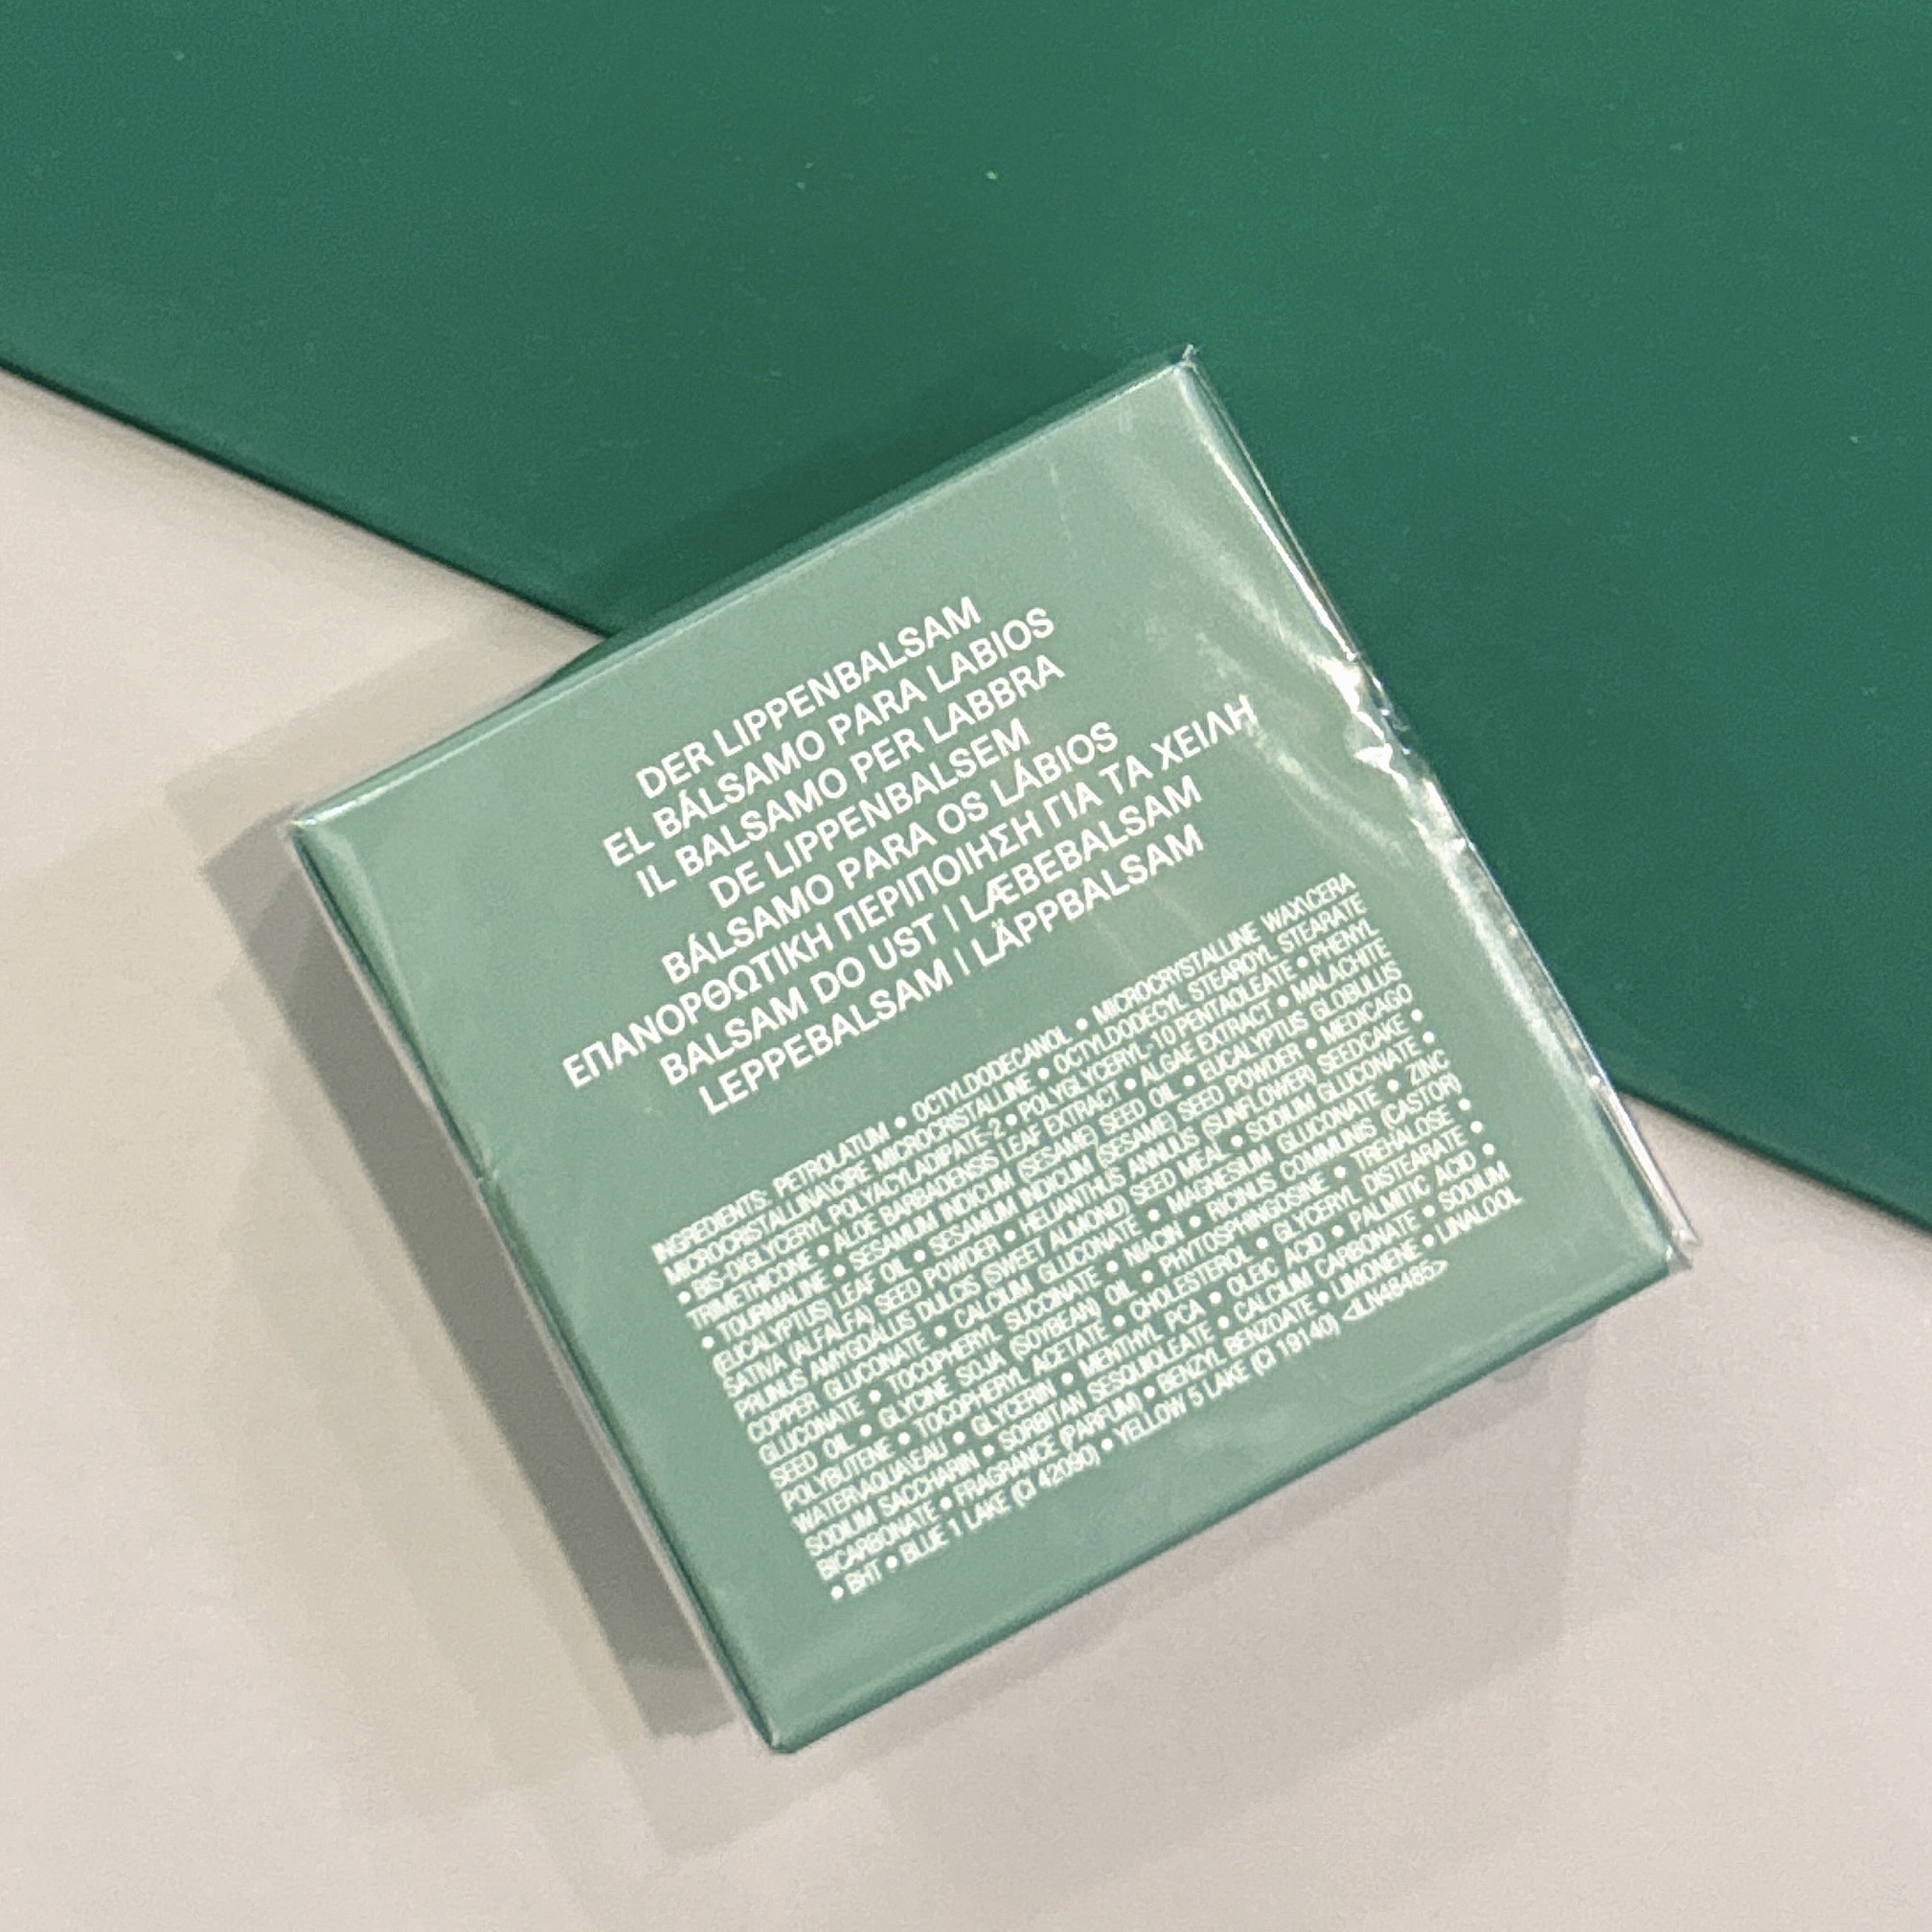 DER LIPPENBALSAM
EL BÁLSAMO PARA LABIOS
IL BALSAMO PER LABBRA
DE LIPPENBALSEM
BÁLSAMO PARA OS LÁBIOS
ΕΠΑΝΟΡΘΩΤΙΚΗ ΠΕΡΙΠΟΙΗΣΗ ΓΙΑ ΤΑ ΧΕΙΛΗ
BALSAM DO UST | LÆBEBALSAM
LEPPEBALSAM | LÄPPBALSAM
INGREDIENTS: PETROLATUM • OCTYLDODECANOL • MICROCRYSTALLINE WAX\CERA
MICROCRISTALLINA\CIRE MICROCRISTALLINE • OCTYLDODECYL STEAROYL STEARATE
• BIS-DIGLYCERYL POLYACYLADIPATE-2 • POLYGLYCERYL-10 PENTAOLEATE • PHENYL
TRIMETHICONE • ALOE BARBADENSIS LEAF EXTRACT • ALGAE EXTRACT • MALACHITE
• TOURMALINE • SESAMUM INDICUM (SESAME) SEED OIL • EUCALYPTUS GLOBULUS
(EUCALYPTUS) LEAF OIL • SESAMUM INDICUM (SESAME) SEED POWDER • MEDICAGO
SATIVA (ALFALFA) SEED POWDER • HELIANTHUS ANNUUS (SUNFLOWER) SEEDCAKE •
PRUNUS AMYGDALUS DULCIS (SWEET ALMOND) SEED MEAL • SODIUM GLUCONATE •
COPPER GLUCONATE • CALCIUM GLUCONATE • MAGNESIUM GLUCONATE • ZINC
GLUCONATE • TOCOPHERYL SUCCINATE • NIACIN • RICINUS COMMUNIS (CASTOR)
SEED OIL • GLYCINE SOJA (SOYBEAN) OIL • PHYTOSPHINGOSINE • TREHALOSE •
POLYBUTENE • TOCOPHERYL ACETATE • CHOLESTEROL • GLYCERYL DISTEARATE •
WATER\AQUA\EAU • GLYCERIN • MENTHYL PCA • OLEIC ACID • PALMITIC ACID •
SODIUM SACCHARIN • SORBITAN SESQUIOLEATE • CALCIUM CARBONATE • SODIUM
BICARBONATE • FRAGRANCE (PARFUM) • BENZYL BENZOATE • LIMONENE • LINALOOL
• BHT • BLUE 1 LAKE (CI 42090) • YELLOW 5 LAKE (CI 19140) <ILN48485>